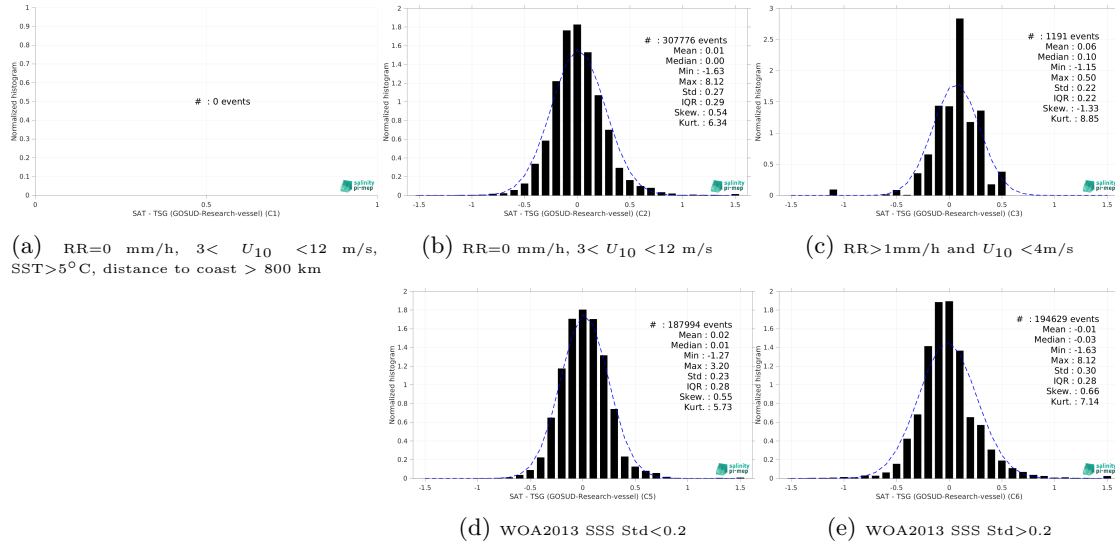 1
0.9
0.8
0.7
0.6
0.5
0.4
0.3
0.2
0.1
0
Normalized histogram
# : 0 events
salinity
pi-mep
0 0.5 1
SAT - TSG (GOSUD-Research-vessel) (C1)
(a) RR=0 mm/h, 3< U10 <12 m/s,
SST>5°C, distance to coast > 800 km
2
1.8
1.6
1.4
1.2
1
0.8
0.6
0.4
0.2
0
Normalized histogram
# : 307776 events
Mean : 0.01
Median : 0.00
Min : -1.63
Max : 8.12
Std : 0.27
IQR : 0.29
Skew. : 0.54
Kurt. : 6.34
salinity
pi-mep
-1.5 -1 -0.5 0 0.5 1 1.5
SAT - TSG (GOSUD-Research-vessel) (C2)
(b) RR=0 mm/h, 3< U10 <12 m/s
3
2.5
2
1.5
1
0.5
0
Normalized histogram
# : 1191 events
Mean : 0.06
Median : 0.10
Min : -1.15
Max : 0.50
Std : 0.22
IQR : 0.22
Skew. : -1.33
Kurt. : 8.85
salinity
pi-mep
-1.5 -1 -0.5 0 0.5 1 1.5
SAT - TSG (GOSUD-Research-vessel) (C3)
(c) RR>1mm/h and U10 <4m/s
2
1.8
1.6
1.4
1.2
1
0.8
0.6
0.4
0.2
0
Normalized histogram
# : 187994 events
Mean : 0.02
Median : 0.01
Min : -1.27
Max : 3.20
Std : 0.23
IQR : 0.28
Skew. : 0.55
Kurt. : 5.73
salinity
pi-mep
-1.5 -1 -0.5 0 0.5 1 1.5
SAT - TSG (GOSUD-Research-vessel) (C5)
(d) WOA2013 SSS Std<0.2
2
1.8
1.6
1.4
1.2
1
0.8
0.6
0.4
0.2
0
Normalized histogram
# : 194629 events
Mean : -0.01
Median : -0.03
Min : -1.63
Max : 8.12
Std : 0.30
IQR : 0.28
Skew. : 0.66
Kurt. : 7.14
salinity
pi-mep
-1.5 -1 -0.5 0 0.5 1 1.5
SAT - TSG (GOSUD-Research-vessel) (C6)
(e) WOA2013 SSS Std>0.2